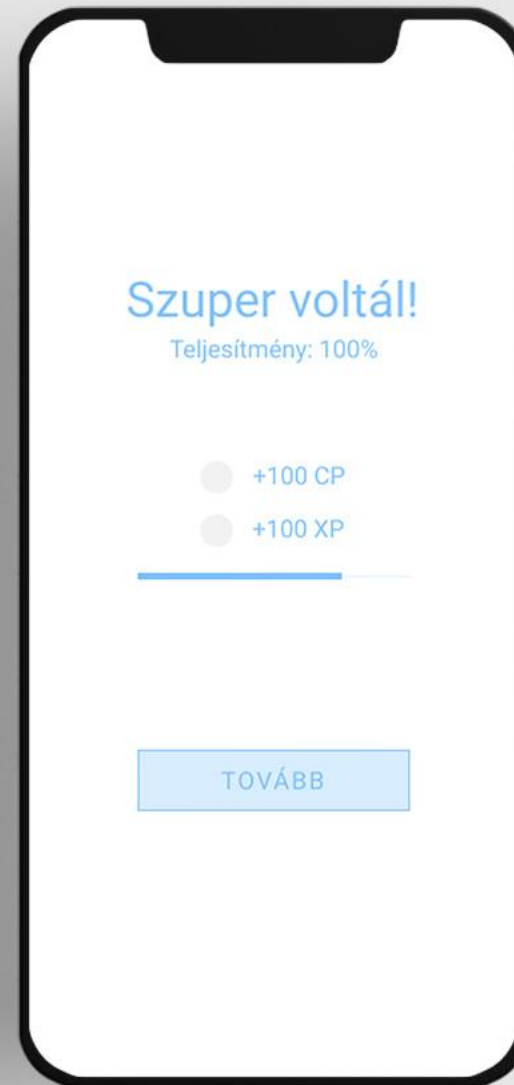 Szuper voltál!
Teljesítmény: 100%
+100 CP
+100 XP
TOVÁBB